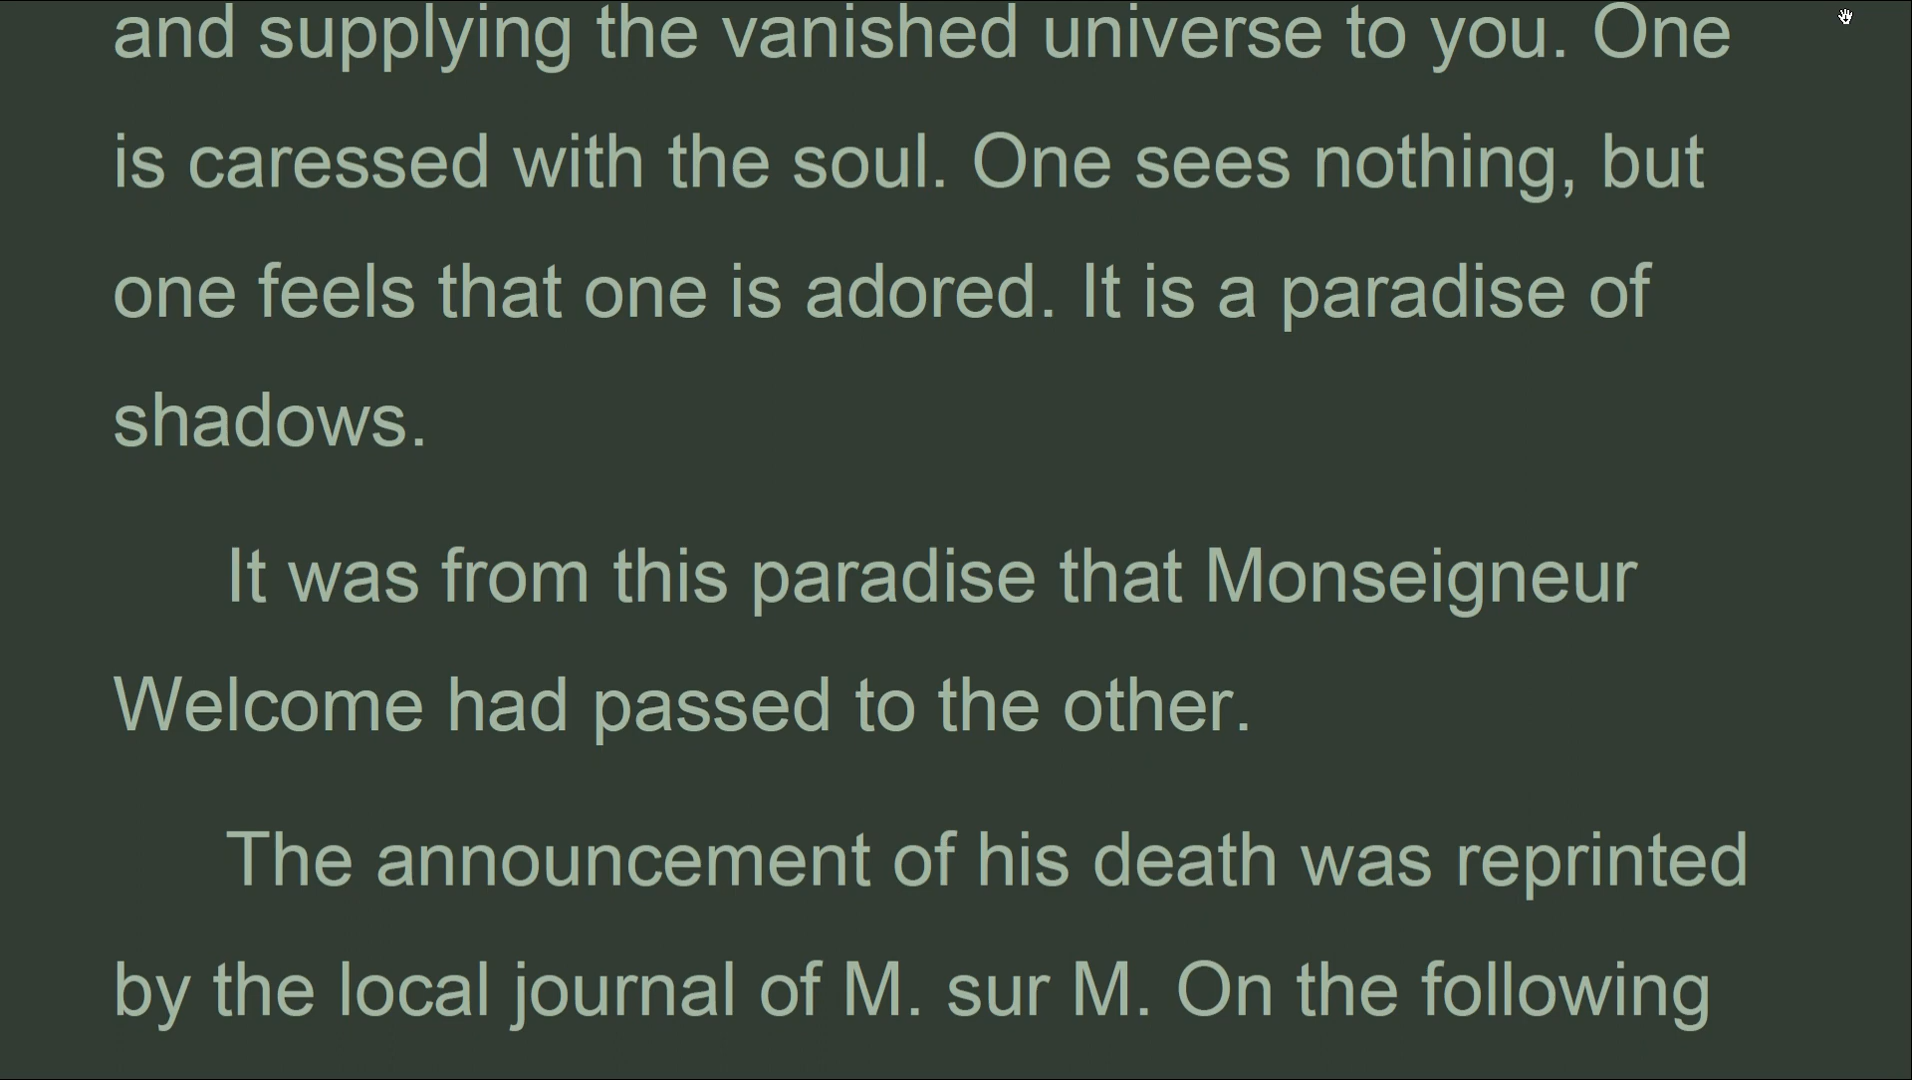 and supplying the vanished universe to you. One
is caressed with the soul. One sees nothing, but
one feels that one is adored. It is a paradise of
shadows.
It was from this paradise that Monseigneur
Welcome had passed to the other.
The announcement of his death was reprinted
by the local journal of M. sur M. On the following